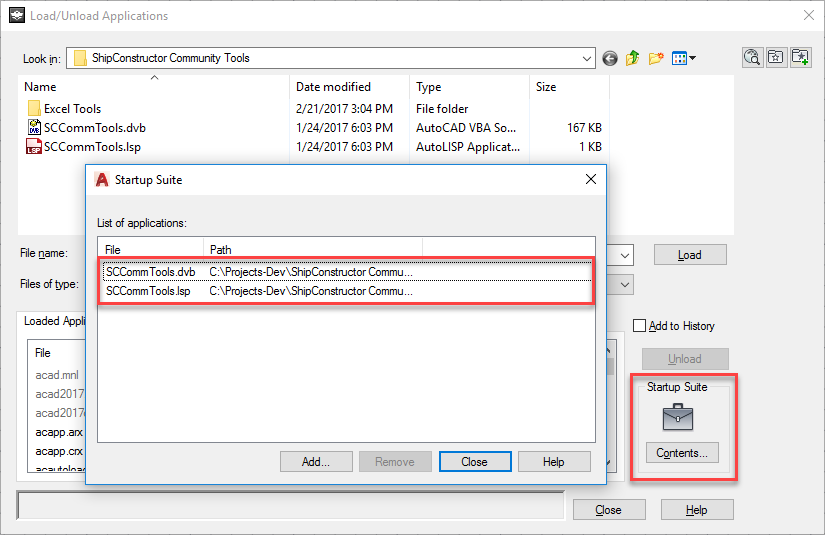 Load/Unload Applications
Look in: ShipConstructor Community Tools
Name Date modified Type Size
Excel Tools 2/21/2017 3:04 PM File folder
SCCommTools.dvb 1/24/2017 6:03 PM AutoCAD VBA So... 167 KB
SCCommTools.lsp 1/24/2017 6:03 PM AutoLISP Applicat... 1 KB
Startup Suite
List of applications:
File Path
SCCommTools.dvb C:\Projects-Dev\ShipConstructor Commu...
SCCommTools.lsp C:\Projects-Dev\ShipConstructor Commu...
Add... Remove Close Help
File name: Load
Files of type:
Loaded Appli
Add to History
File
acad.mnl
acad2017
acad2017
acapp.arx
acapp.crx
acautoload
Unload
Startup Suite
Contents...
Close Help